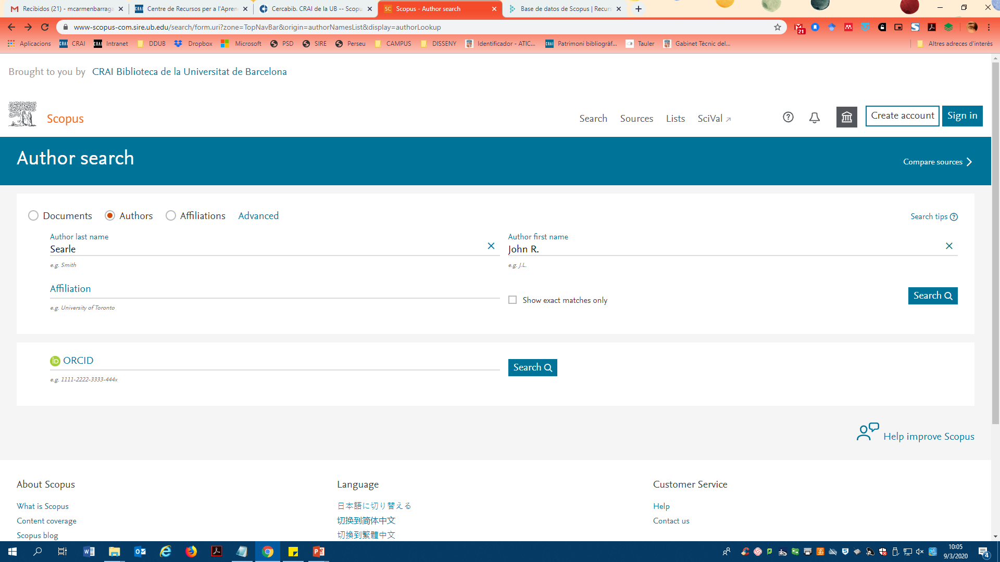 Recibidos (21) - mcarmenbarraga
Centre de Recursos per a l'Apren
Cercabib. CRAI de la UB -- Scopu
Scopus - Author search
Base de datos de Scopus | Recurs
www-scopus-com.sire.ub.edu/search/form.uri?zone=TopNavBar&origin=authorNamesList&display=authorLookup
21
Aplicacions CRAI Intranet DDUB Dropbox Microsoft PSD SIRE Perseu CAMPUS DISSENY Identificador - ATIC... Patrimoni bibliogràf... Tauler Gabinet Tècnic del... Altres adreces d'interès
Brought to you by CRAI Biblioteca de la Universitat de Barcelona
Scopus
Search Sources Lists SciVal
Create account
Sign in
Author search
Compare sources
Documents Authors Affiliations Advanced
Search tips
Author last name
Searle
e.g. Smith
Author first name
John R.
e.g. J.L.
Affiliation
e.g. University of Toronto
Show exact matches only
Search
iD ORCID
e.g. 1111-2222-3333-444x
Search
Help improve Scopus
About Scopus
What is Scopus
Content coverage
Scopus blog
Language
日本語に切り替える
切换到简体中文
切換到繁體中文
Customer Service
Help
Contact us
10:05
9/3/2020
4